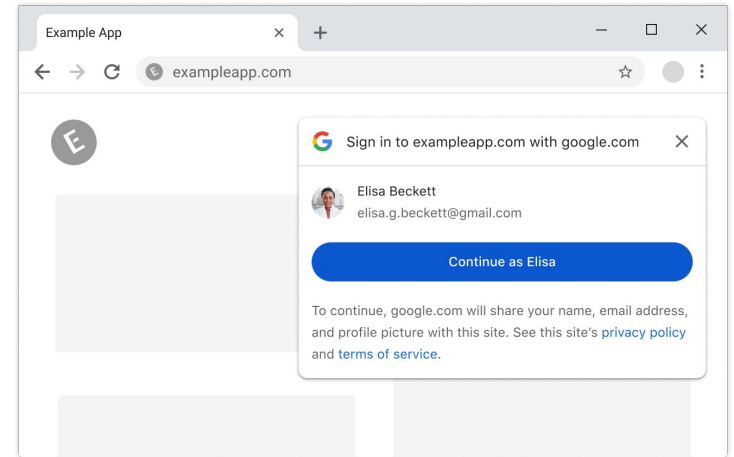 Example App
exampleapp.com
E
E
Sign in to exampleapp.com with google.com
Elisa Beckett
elisa.g.beckett@gmail.com
Continue as Elisa
To continue, google.com will share your name, email address,
and profile picture with this site. See this site's privacy policy
and terms of service.